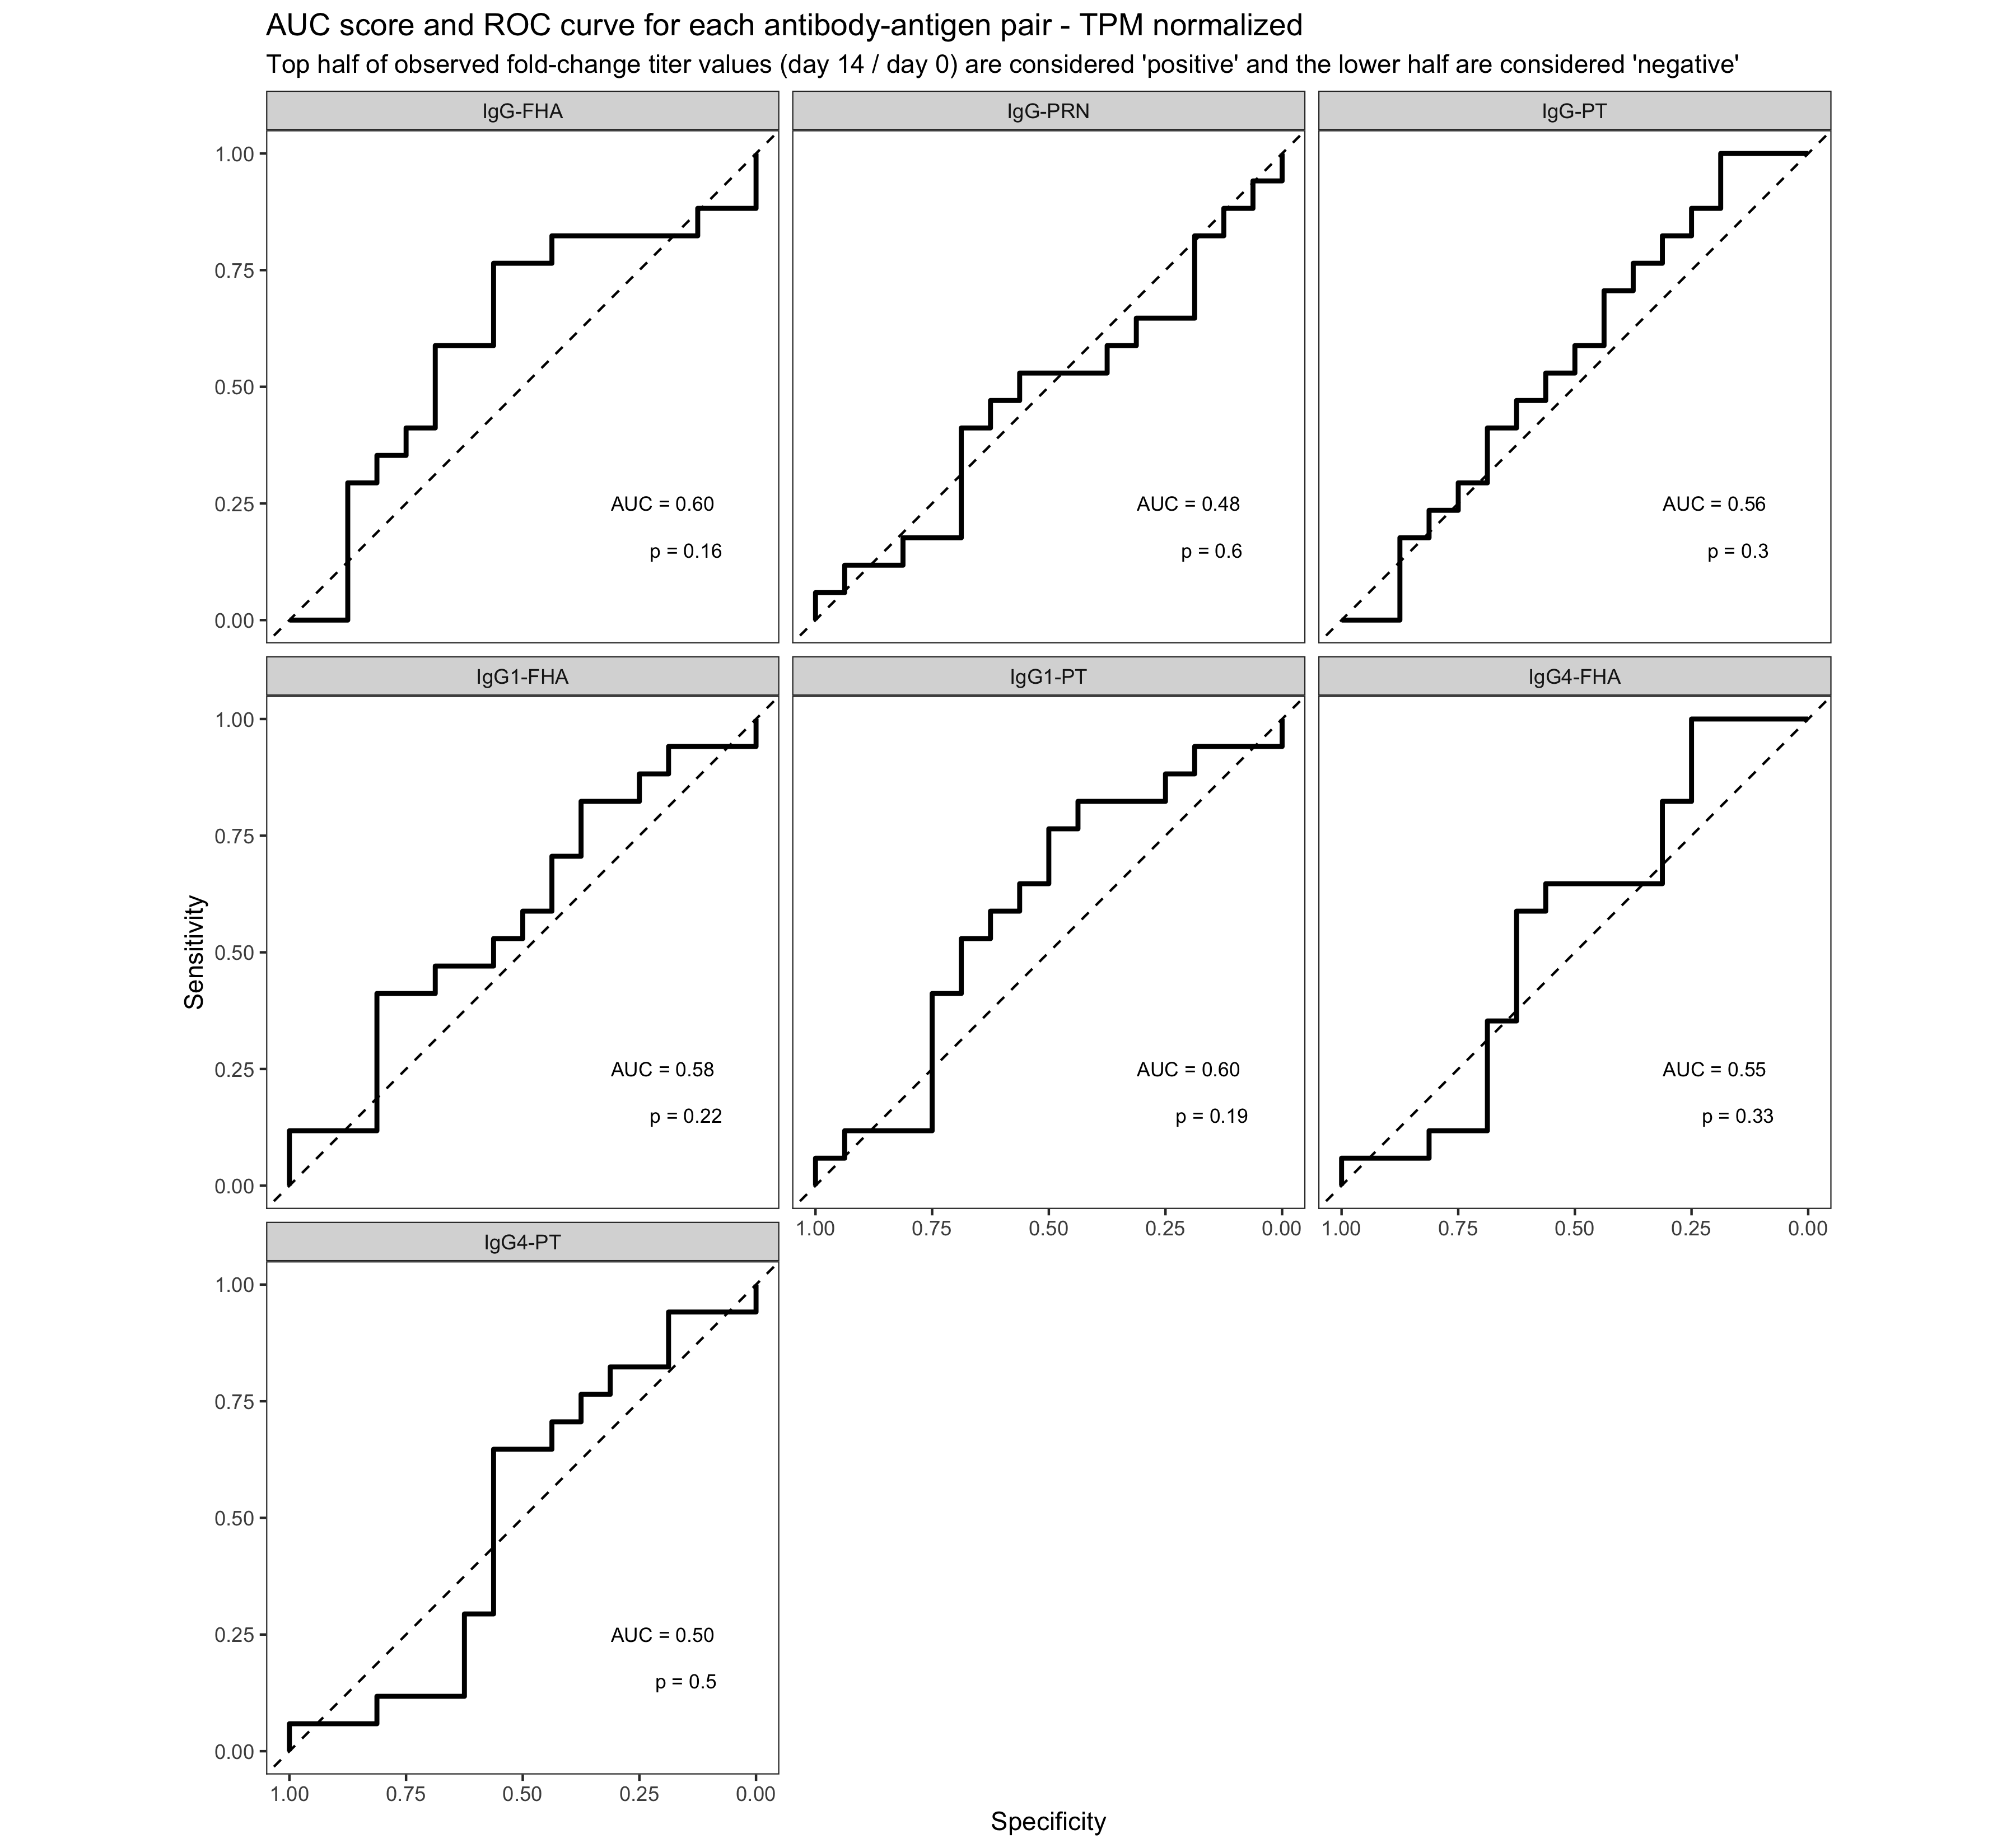 AUC score and ROC curve for each antibody-antigen pair - TPM normalized
Top half of observed fold-change titer values (day 14 / day 0) are considered 'positive' and the lower half are considered 'negative'
IgG-FHA
IgG-PRN
IgG-PT
1.00
0.75
0.50
0.25
0.00
AUC = 0.60
p = 0.16
AUC = 0.48
p = 0.6
AUC = 0.56
p = 0.3
IgG1-FHA
IgG1-PT
IgG4-FHA
Sensitivity
1.00
0.75
0.50
0.25
0.00
AUC = 0.58
p = 0.22
AUC = 0.60
p = 0.19
AUC = 0.55
p = 0.33
1.00 0.75 0.50 0.25 0.00
1.00 0.75 0.50 0.25 0.00
IgG4-PT
1.00
0.75
0.50
0.25
0.00
AUC = 0.50
p = 0.5
1.00 0.75 0.50 0.25 0.00
Specificity